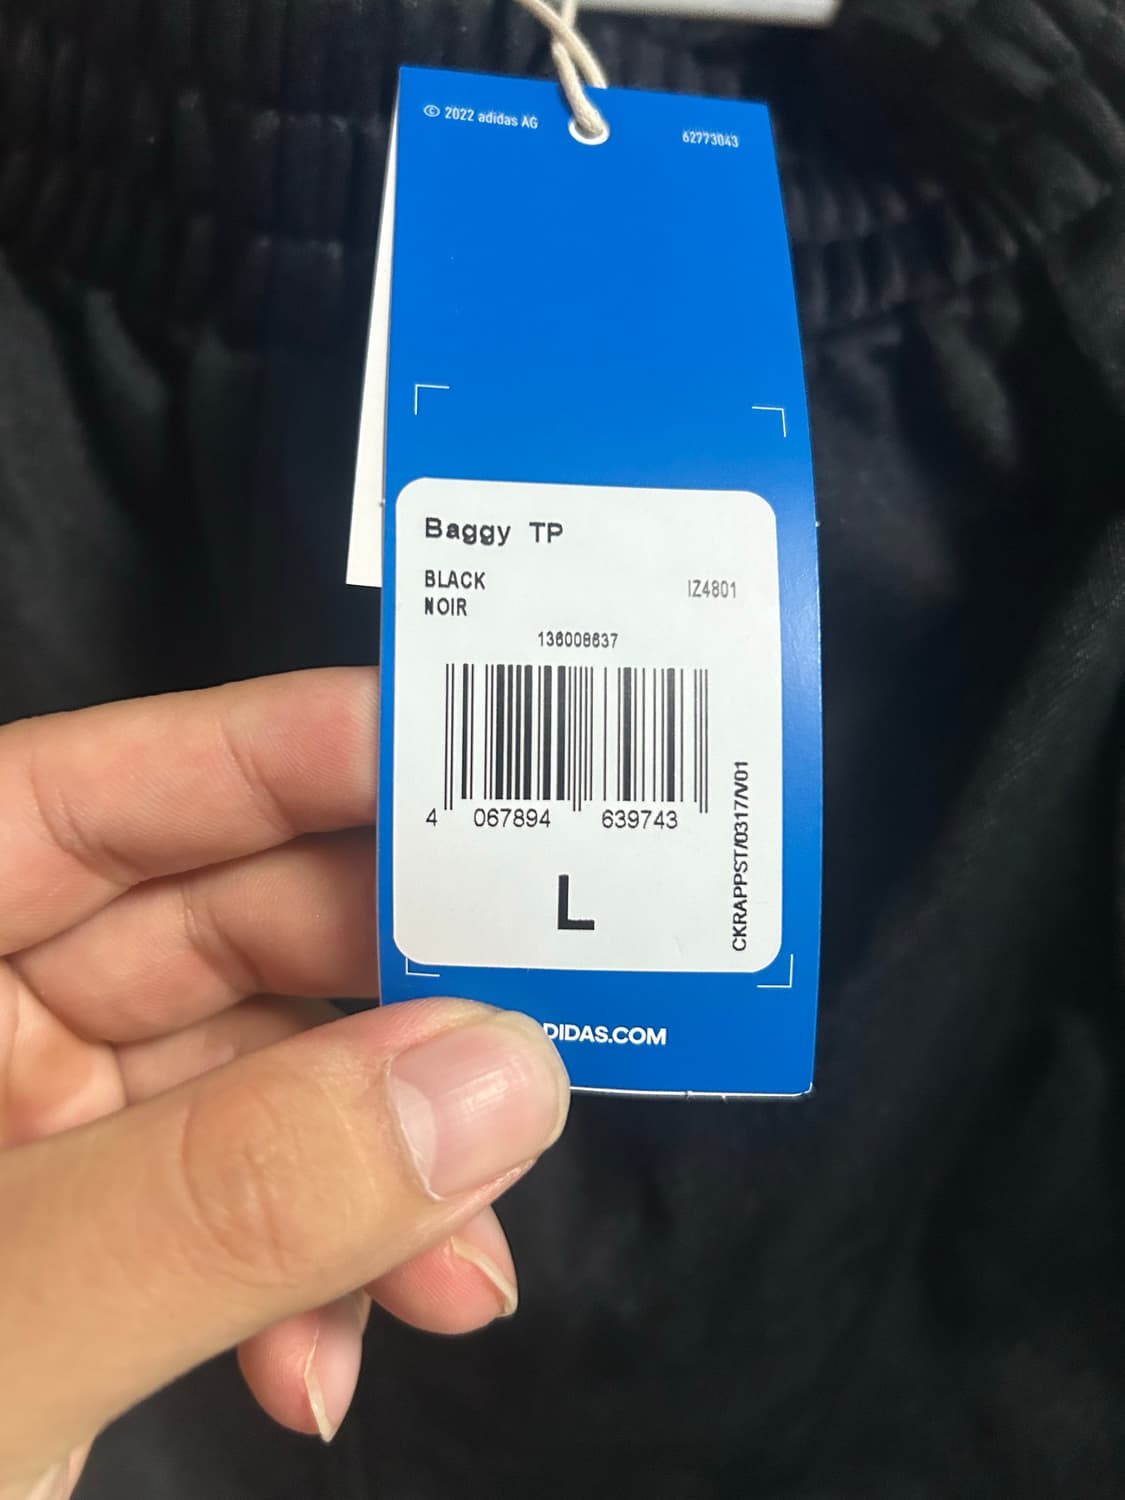 © 2022 adidas AG
62773043
Baggy TP
BLACK
IZ4801
NOIR
136008637
4 067894 639743
CKRAPPST/0317/V01
L
DIDAS.COM